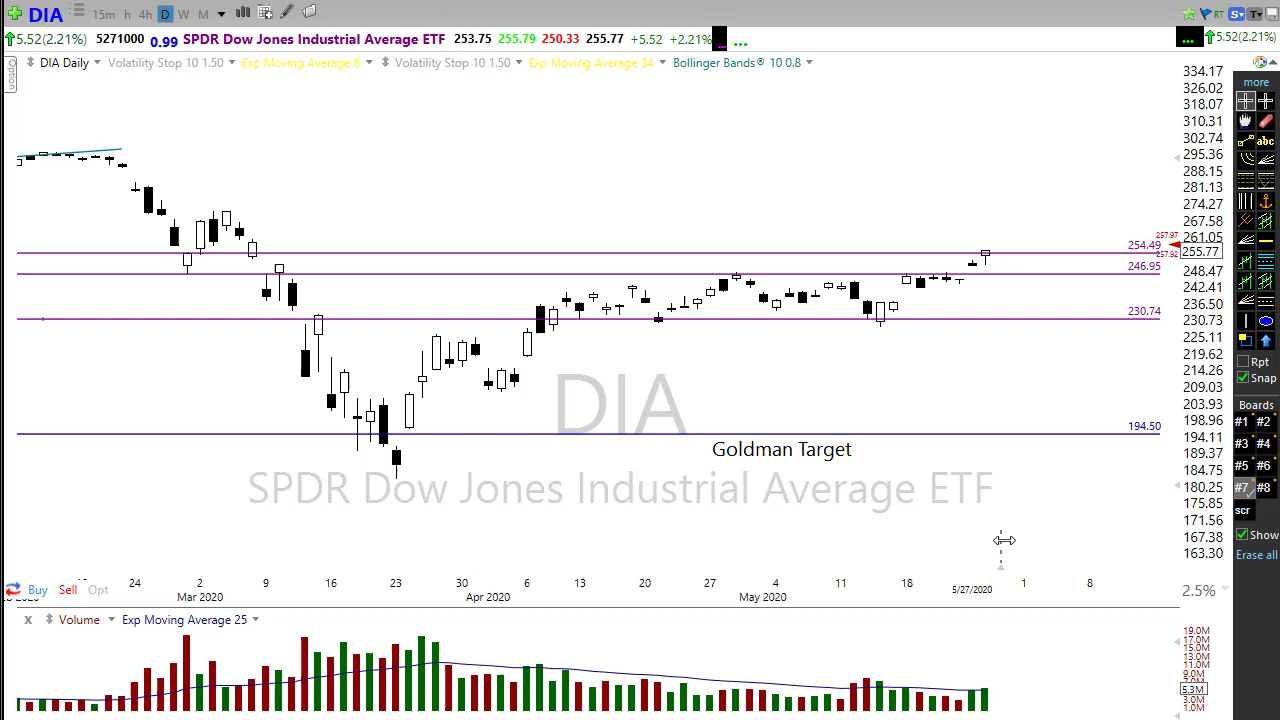 DIA 15m h 4h D W M RT S T
5.52(2.21%) 5271000 0.99 SPDR Dow Jones Industrial Average ETF 253.75 255.79 250.33 255.77 +5.52 +2.21% ... ... ... 5.52(2.21%)
Option DIA Daily Volatility Stop 10 1.50 Exp Moving Average 8 Volatility Stop 10 1.50 Exp Moving Average 34 Bollinger Bands® 10 0.8
334.17
326.02
318.07
310.31
302.74
295.36
288.15
281.13
274.27
267.58
261.05
255.77
248.47
242.41
236.50
230.73
225.11
219.62
214.26
209.03
203.93
198.96
194.11
189.37
184.75
180.25
175.85
171.56
167.38
163.30
257.97
254.49
257.92
246.95
230.74
194.50
Goldman Target
DIA
SPDR Dow Jones Industrial Average ETF
more
abc
Rpt
Snap
Boards
#1 #2
#3 #4
#5 #6
#7 #8
scr
Show
Erase all
Buy Sell Opt
24 2 9 16 23 30 6 13 20 27 4 11 18 5/27/2020 1 8
2020 Mar 2020 Apr 2020 May 2020
2.5%
X Volume Exp Moving Average 25
19.0M
17.0M
15.0M
13.0M
11.0M
9.0M
7.0M
5.3M
3.0M
1.0M